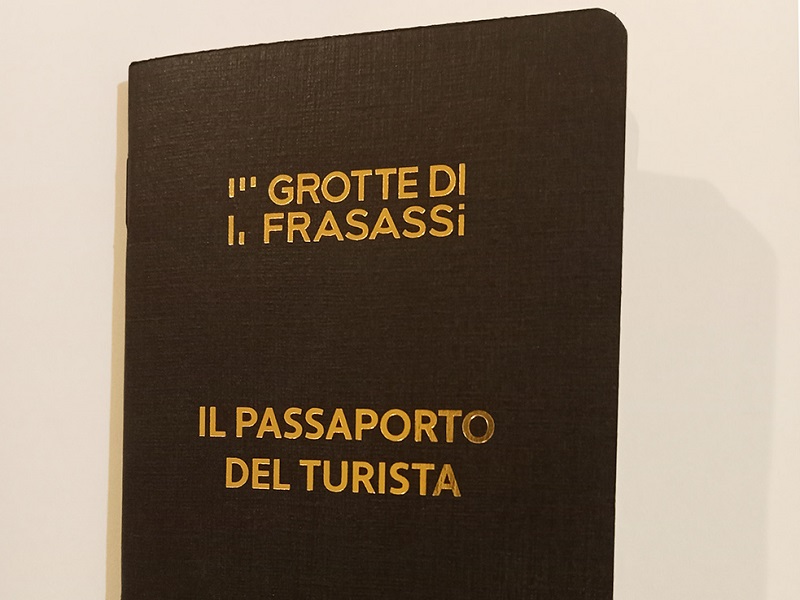 GROTTE DI
FRASASSi
IL PASSAPORTO
DEL TURISTA